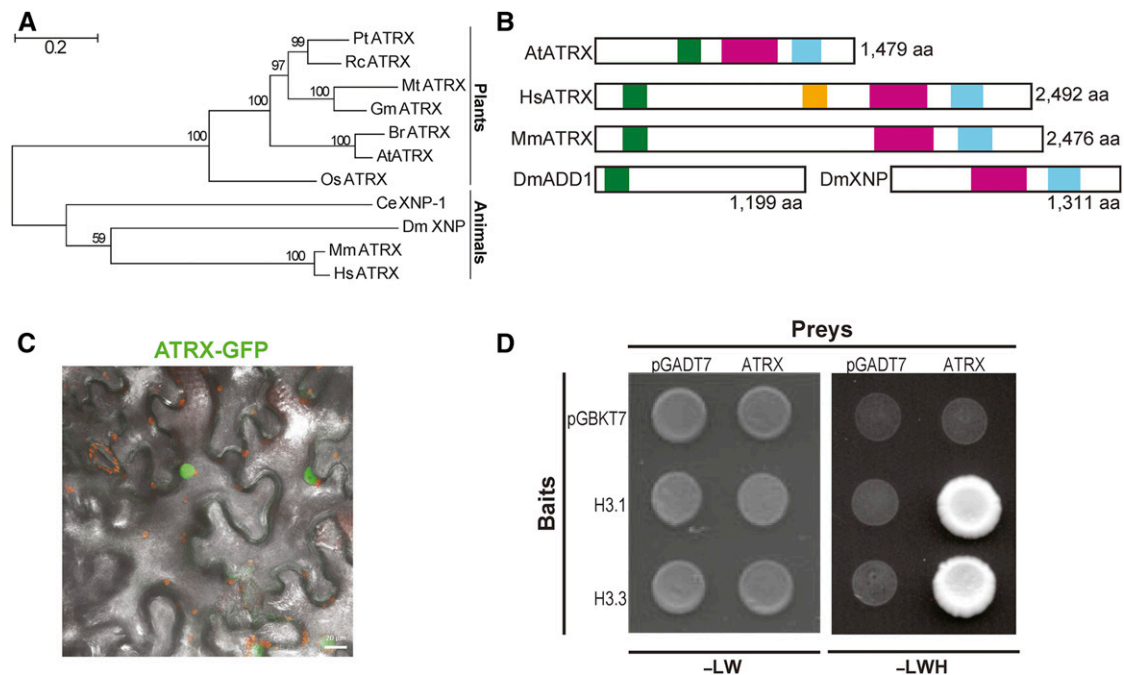 A
0.2
99
97
100
100
100
100
59
100
Pt ATRX
Rc ATRX
Mt ATRX
Gm ATRX
Br ATRX
AtATRX
Os ATRX
Ce XNP-1
Dm XNP
Mm ATRX
Hs ATRX
Plants
Animals
B
AtATRX
1,479 aa
HsATRX
2,492 aa
MmATRX
2,476 aa
DmADD1
1,199 aa
DmXNP
1,311 aa
C
ATRX-GFP
20 µm
D
Preys
pGADT7 ATRX pGADT7 ATRX
Baits
pGBKT7
H3.1
H3.3
–LW
–LWH